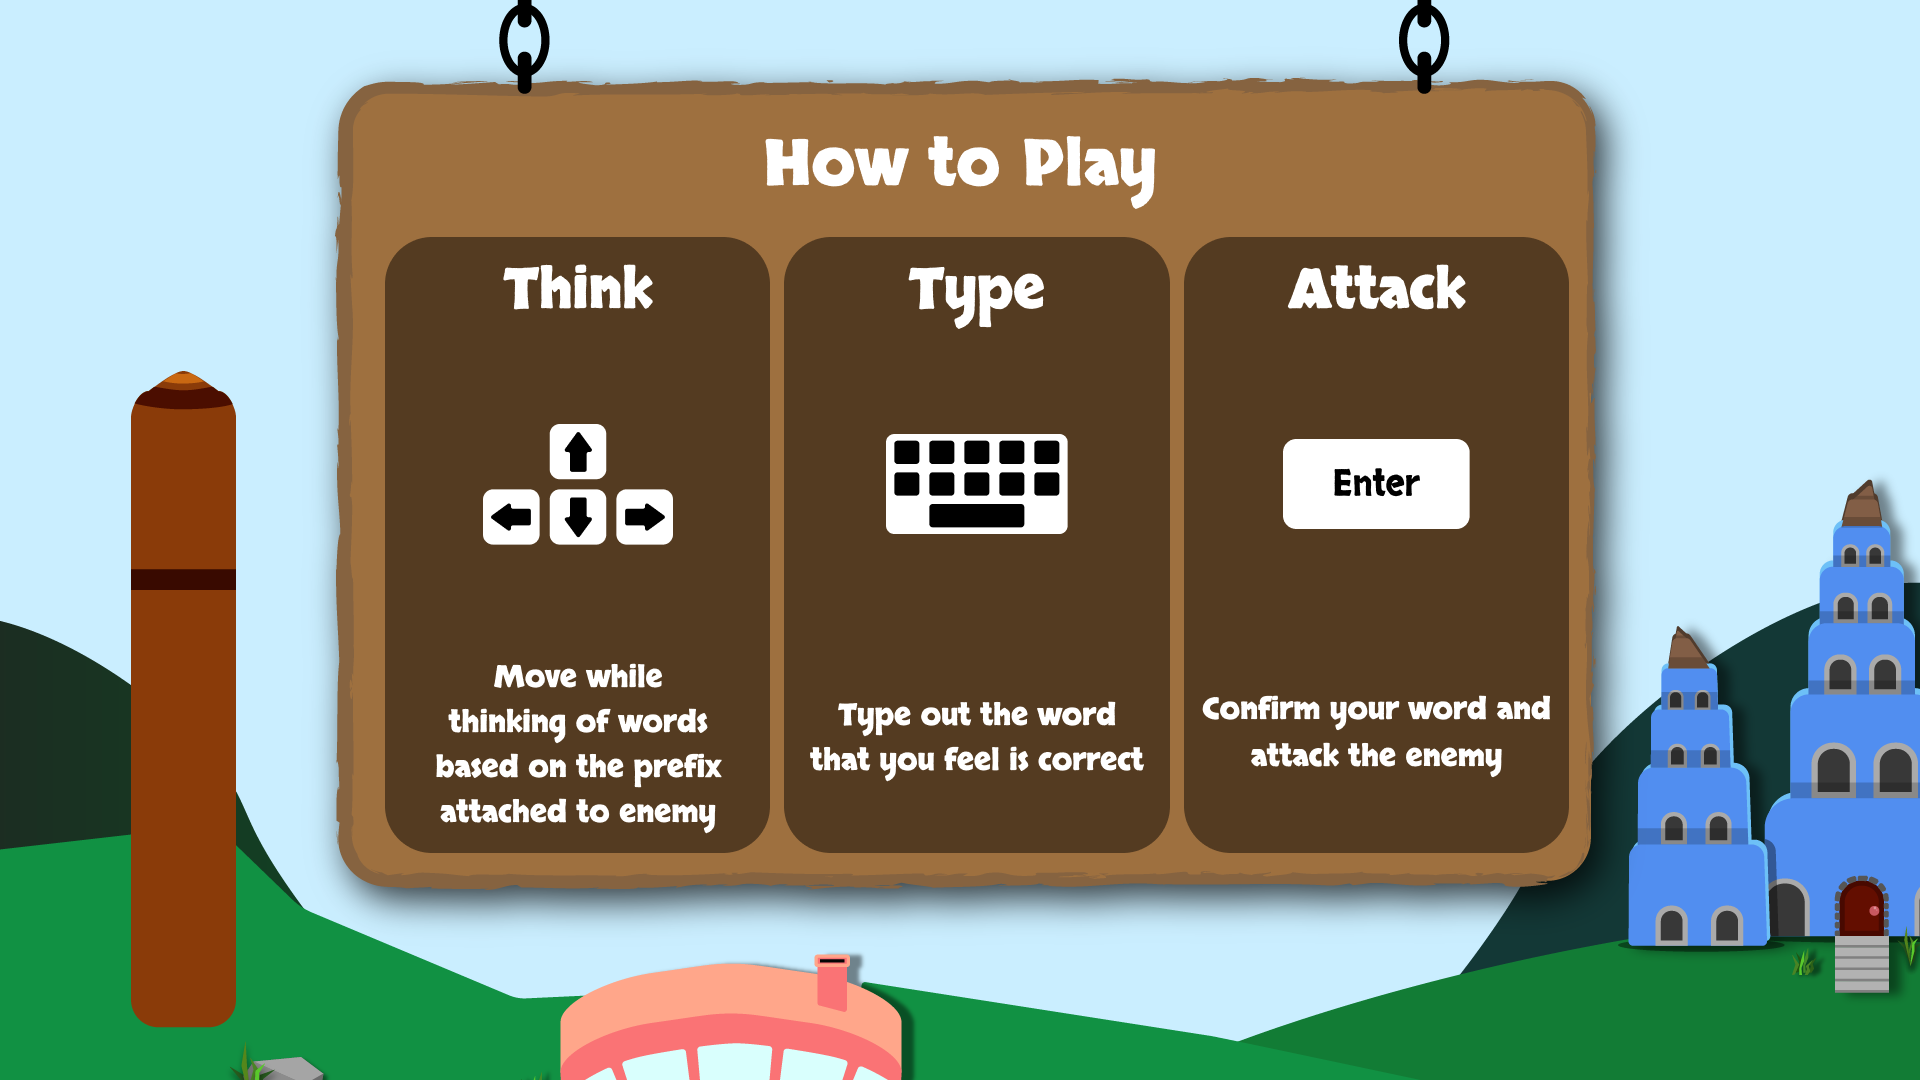 How to Play
Think
Move while
thinking of words
based on the prefix
attached to enemy
Type
Type out the word
that you feel is correct
Attack
Enter
Confirm your word and
attack the enemy